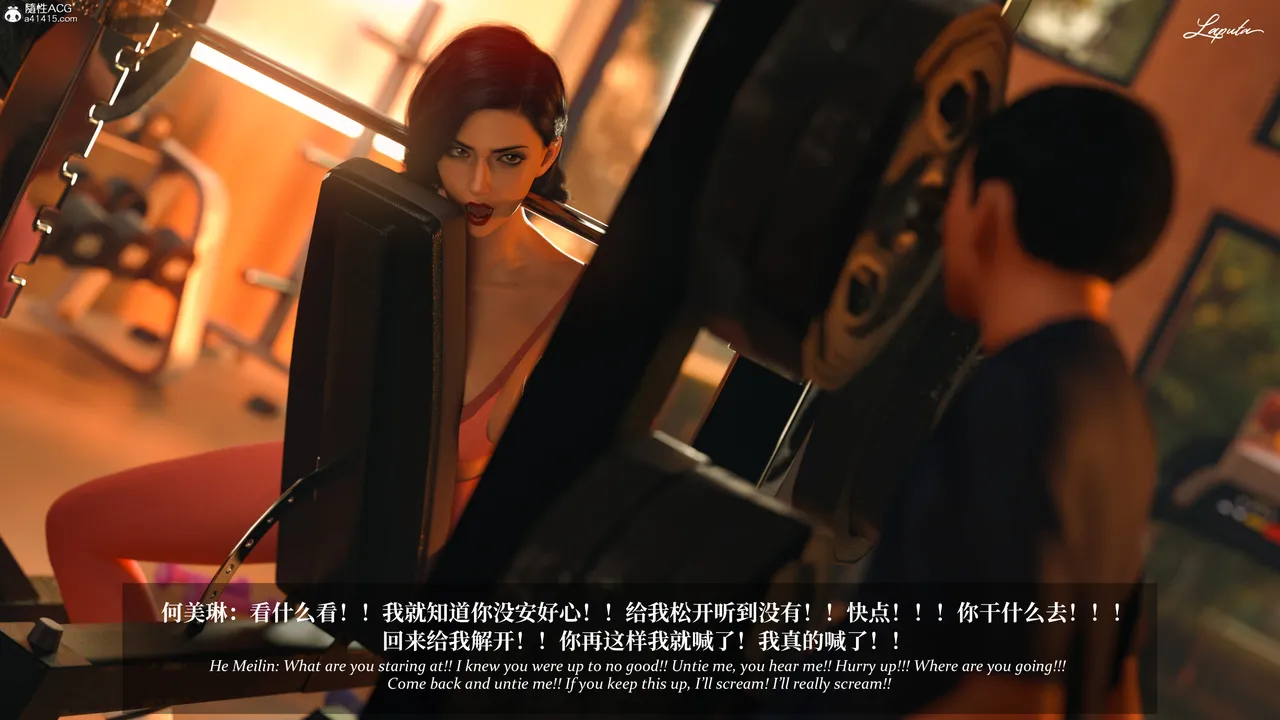 隨性ACG
a41415.com
Laputa
何美琳：看什么看！！我就知道你没安好心！！给我松开听到没有！！快点！！！你干什么去！！！
回来给我解开！！你再这样我就喊了！我真的喊了！！
He Meilin: What are you staring at!! I knew you were up to no good!! Untie me, you hear me!! Hurry up!!! Where are you going!!!
Come back and untie me!! If you keep this up, I'll scream! I'll really scream!!